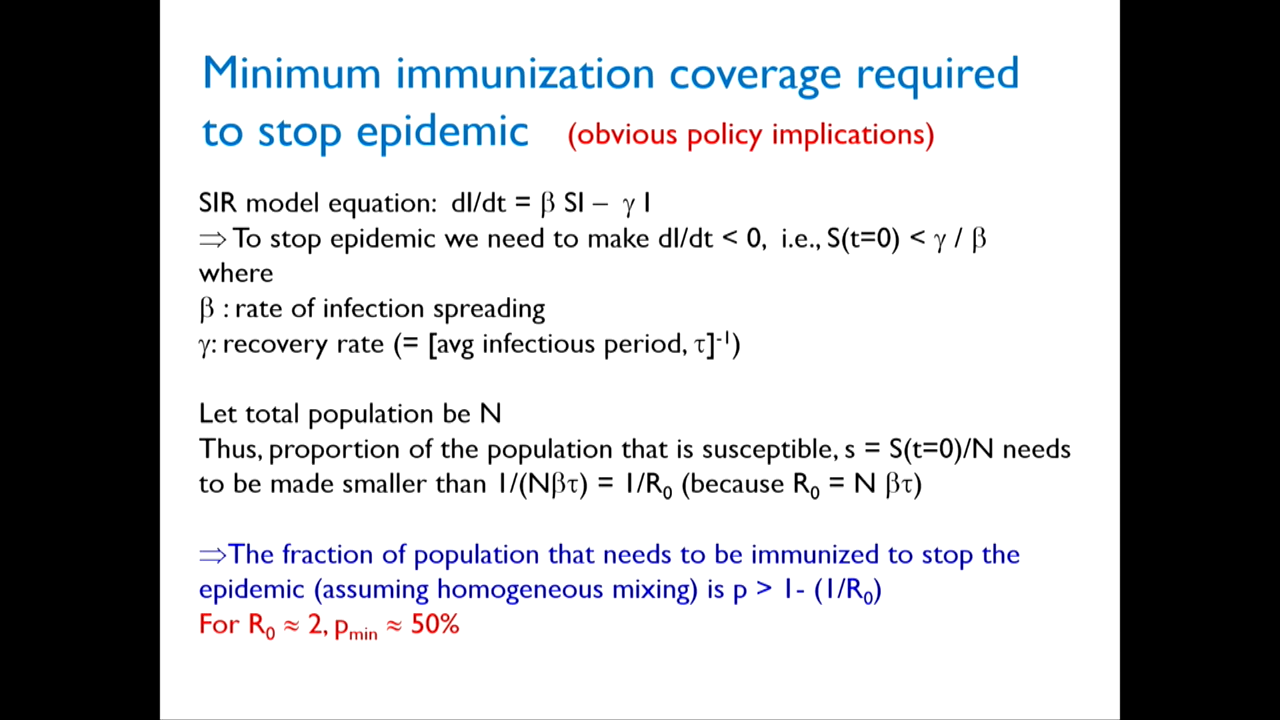 Minimum immunization coverage required
to stop epidemic (obvious policy implications)
SIR model equation: dI/dt = β SI – γ I
⇒ To stop epidemic we need to make dI/dt < 0, i.e., S(t=0) < γ / β
where
β : rate of infection spreading
γ: recovery rate (= [avg infectious period, τ]⁻¹)
Let total population be N
Thus, proportion of the population that is susceptible, s = S(t=0)/N needs
to be made smaller than 1/(Nβτ) = 1/R₀ (because R₀ = N βτ)
⇒The fraction of population that needs to be immunized to stop the
epidemic (assuming homogeneous mixing) is p > 1- (1/R₀)
For R₀ ≈ 2, pₘᵢₙ ≈ 50%